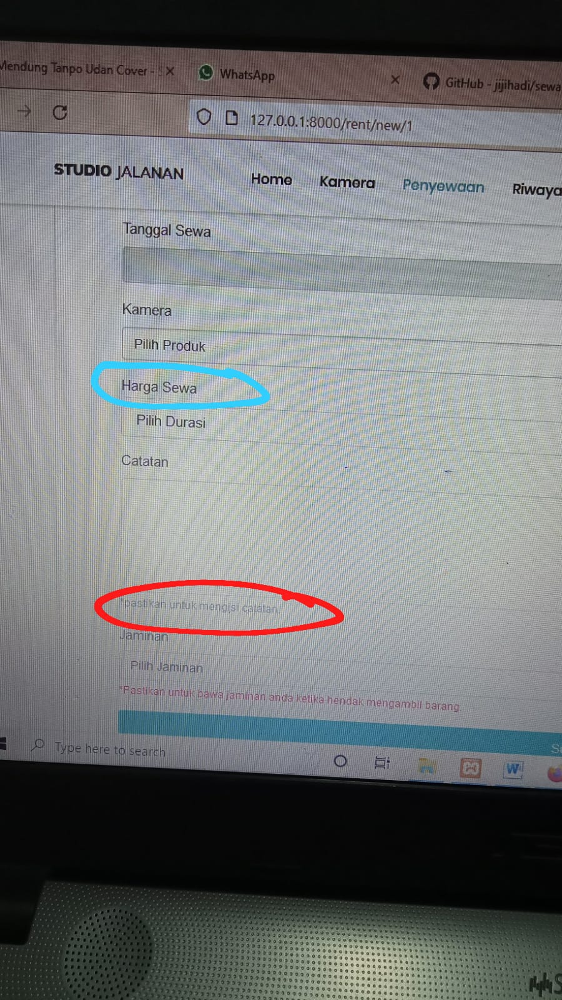 Mendung Tanpo Udan Cover -
WhatsApp
GitHub - jijihadi/sewa
127.0.0.1:8000/rent/new/1
STUDIO JALANAN
Home Kamera Penyewaan Riwaya
Tanggal Sewa
Kamera
Pilih Produk
Harga Sewa
Pilih Durasi
Catatan
*pastikan untuk mengisi catatan.
Jaminan
Pilih Jaminan
*Pastikan untuk bawa jaminan anda ketika hendak mengambil barang.
Type here to search